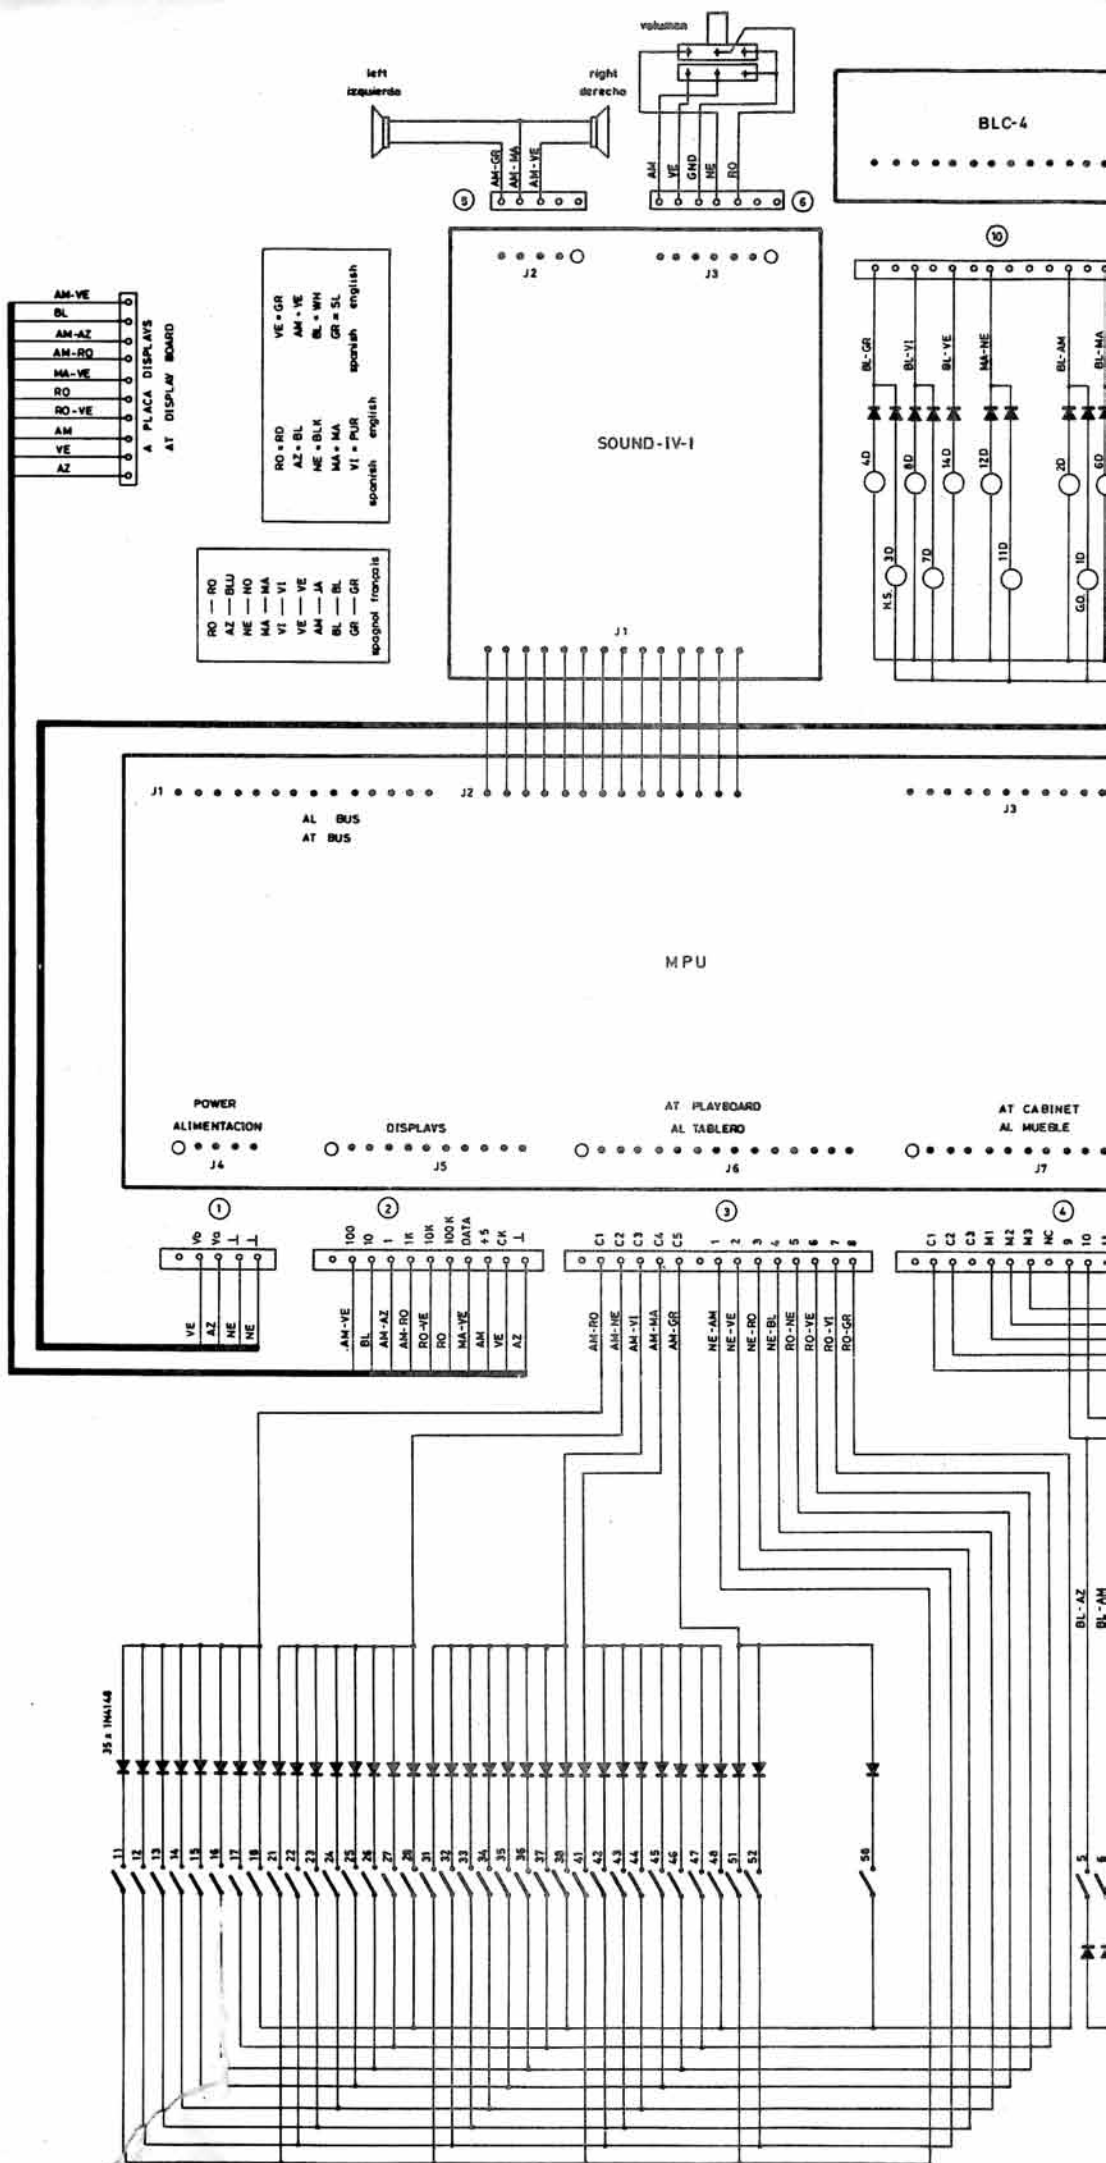 volumen
left
izquierdo
right
derecho
BLC-4
AM-GR
AM-MA
AM-VE
AM
VE
GND
NE
RO
5
6
10
J2
J3
SOUND-IV-I
J1
AM-VE
BL
AM-AZ
AM-RO
MA-VE
RO
RO-VE
AM
VE
AZ
A PLACA DISPLAYS
AT DISPLAY BOARD
RO = RD
AZ = BL
NE = BLK
MA = MA
VI = PUR
spanish english
VE = GR
AM = YE
BL = WH
GR = SL
spanish english
RO — RO
AZ — BLU
NE — NO
MA — MA
VI — VI
VE — VE
AM — JA
BL — BL
GR — GR
spagnol français
BL-GR
BL-VI
BL-VE
MA-NE
BL-AM
BL-MA
4D
8D
14D
12D
2D
6D
H.S. 3D
7D
11D
G.O. 1D
J1
AL BUS
AT BUS
J2
J3
MPU
POWER
ALIMENTACION
J4
DISPLAYS
J5
AT PLAYBOARD
AL TABLERO
J6
AT CABINET
AL MUEBLE
J7
1
2
3
4
Vb
Va
⊥
⊥
100
10
1
1K
10K
100K
DATA
+5
CK
⊥
C1
C2
C3
C4
C5
1
2
3
4
5
6
7
8
C1
C2
C3
M1
M2
M3
NC
9
10
11
VE
AZ
NE
NE
AM-VE
BL
AM-AZ
AM-RO
RO-VE
RO
MA-VE
AM
VE
AZ
AM-RO
AM-NE
AM-VI
AM-MA
AM-GR
NE-AM
NE-VE
NE-RO
NE-BL
RO-NE
RO-VE
RO-VI
RO-GR
BL-AZ
BL-AM
35 x 1N4148
11
12
13
14
15
16
17
18
21
22
23
24
25
26
27
28
31
32
33
34
35
36
37
38
41
42
43
44
45
46
47
48
51
52
58
5
6